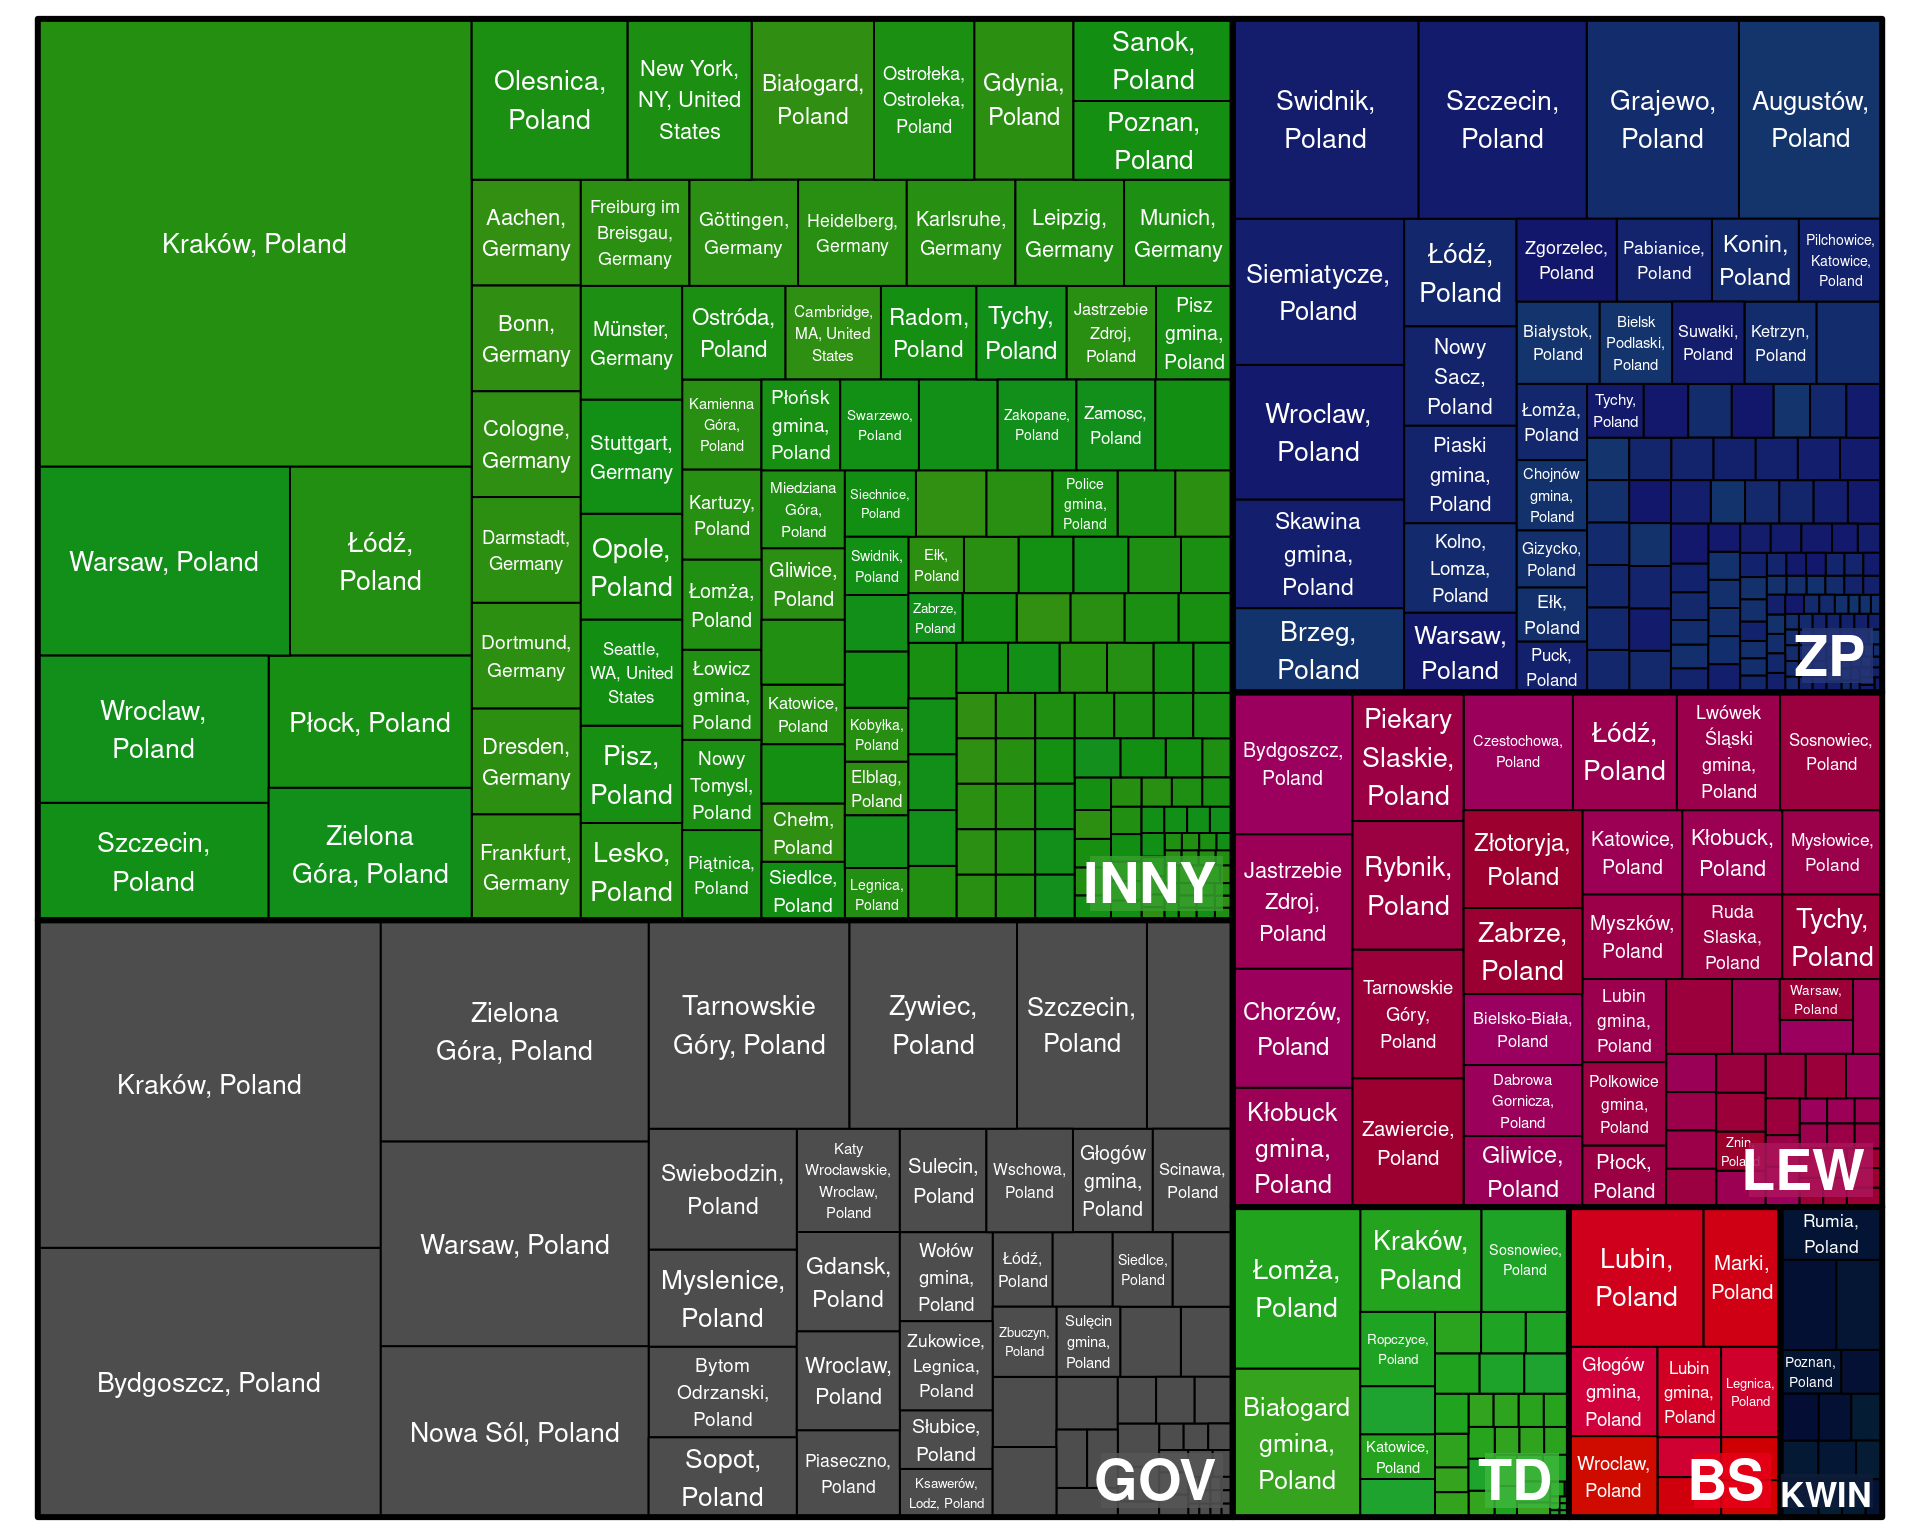 Kraków, Poland
Warsaw, Poland
Łódź,
Poland
Wroclaw,
Poland
Płock, Poland
Szczecin,
Poland
Zielona
Góra, Poland
Olesnica,
Poland
New York,
NY, United
States
Białogard,
Poland
Ostrołeka,
Ostroleka,
Poland
Gdynia,
Poland
Sanok,
Poland
Poznan,
Poland
Aachen,
Germany
Freiburg im
Breisgau,
Germany
Göttingen,
Germany
Heidelberg,
Germany
Karlsruhe,
Germany
Leipzig,
Germany
Munich,
Germany
Bonn,
Germany
Cologne,
Germany
Darmstadt,
Germany
Dortmund,
Germany
Dresden,
Germany
Frankfurt,
Germany
Münster,
Germany
Stuttgart,
Germany
Opole,
Poland
Seattle,
WA, United
States
Pisz,
Poland
Lesko,
Poland
Ostróda,
Poland
Cambridge,
MA, United
States
Radom,
Poland
Tychy,
Poland
Jastrzebie
Zdroj,
Poland
Pisz
gmina,
Poland
Kamienna
Góra,
Poland
Kartuzy,
Poland
Łomża,
Poland
Łowicz
gmina,
Poland
Nowy
Tomysl,
Poland
Piątnica,
Poland
Płońsk
gmina,
Poland
Swarzewo,
Poland
Zakopane,
Poland
Zamosc,
Poland
Miedziana
Góra,
Poland
Gliwice,
Poland
Katowice,
Poland
Chełm,
Poland
Siedlce,
Poland
Siechnice,
Poland
Police
gmina,
Poland
Swidnik,
Poland
Ełk,
Poland
Zabrze,
Poland
Kobyłka,
Poland
Elblag,
Poland
Legnica,
Poland
INNY
Swidnik,
Poland
Szczecin,
Poland
Grajewo,
Poland
Augustów,
Poland
Siemiatycze,
Poland
Wroclaw,
Poland
Skawina
gmina,
Poland
Brzeg,
Poland
Łódź,
Poland
Nowy
Sacz,
Poland
Piaski
gmina,
Poland
Kolno,
Lomza,
Poland
Warsaw,
Poland
Zgorzelec,
Poland
Pabianice,
Poland
Konin,
Poland
Pilchowice,
Katowice,
Poland
Białystok,
Poland
Bielsk
Podlaski,
Poland
Suwałki,
Poland
Ketrzyn,
Poland
Łomża,
Poland
Tychy,
Poland
Chojnów
gmina,
Poland
Gizycko,
Poland
Ełk,
Poland
Puck,
Poland
ZP
Bydgoszcz,
Poland
Jastrzebie
Zdroj,
Poland
Chorzów,
Poland
Kłobuck
gmina,
Poland
Piekary
Slaskie,
Poland
Rybnik,
Poland
Tarnowskie
Góry,
Poland
Zawiercie,
Poland
Czestochowa,
Poland
Łódź,
Poland
Lwówek
Śląski
gmina,
Poland
Sosnowiec,
Poland
Złotoryja,
Poland
Zabrze,
Poland
Bielsko-Biała,
Poland
Dabrowa
Gornicza,
Poland
Gliwice,
Poland
Katowice,
Poland
Kłobuck,
Poland
Mysłowice,
Poland
Myszków,
Poland
Ruda
Slaska,
Poland
Tychy,
Poland
Lubin
gmina,
Poland
Polkowice
gmina,
Poland
Płock,
Poland
Warsaw,
Poland
Znin,
Poland
LEW
Kraków, Poland
Bydgoszcz, Poland
Zielona
Góra, Poland
Warsaw, Poland
Nowa Sól, Poland
Tarnowskie
Góry, Poland
Zywiec,
Poland
Szczecin,
Poland
Swiebodzin,
Poland
Myslenice,
Poland
Bytom
Odrzanski,
Poland
Sopot,
Poland
Katy
Wrocławskie,
Wroclaw,
Poland
Gdansk,
Poland
Wroclaw,
Poland
Piaseczno,
Poland
Sulecin,
Poland
Wschowa,
Poland
Głogów
gmina,
Poland
Scinawa,
Poland
Wołów
gmina,
Poland
Zukowice,
Legnica,
Poland
Słubice,
Poland
Ksawerów,
Lodz, Poland
Łódź,
Poland
Siedlce,
Poland
Zbuczyn,
Poland
Sulęcin
gmina,
Poland
GOV
Łomża,
Poland
Białogard
gmina,
Poland
Kraków,
Poland
Sosnowiec,
Poland
Ropczyce,
Poland
Katowice,
Poland
TD
Lubin,
Poland
Marki,
Poland
Głogów
gmina,
Poland
Lubin
gmina,
Poland
Legnica,
Poland
Wroclaw,
Poland
BS
Rumia,
Poland
Poznan,
Poland
KWIN